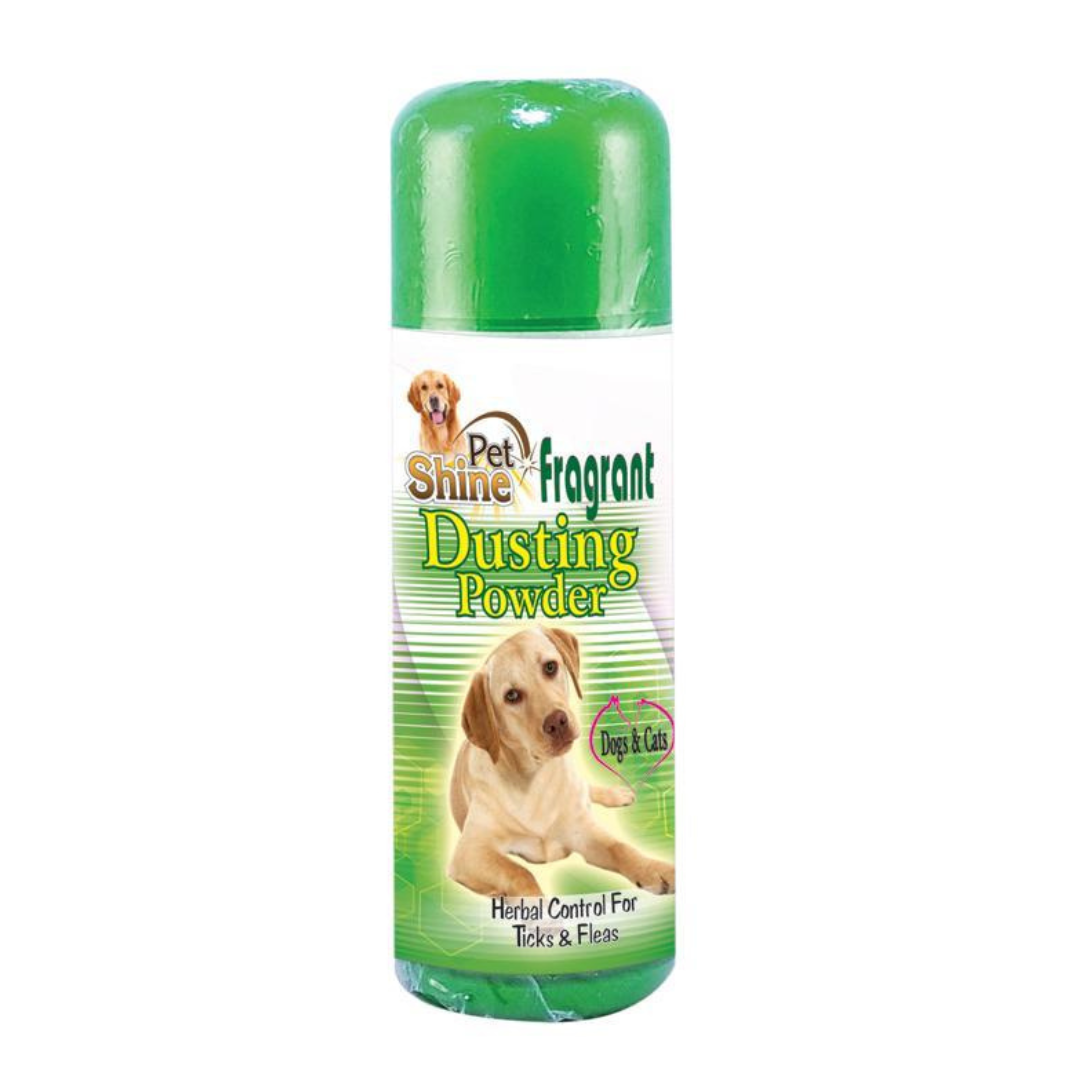 Pet
Shine
fragrant
Dusting
Powder
Dogs & Cats
Herbal Control For
Ticks & Fleas